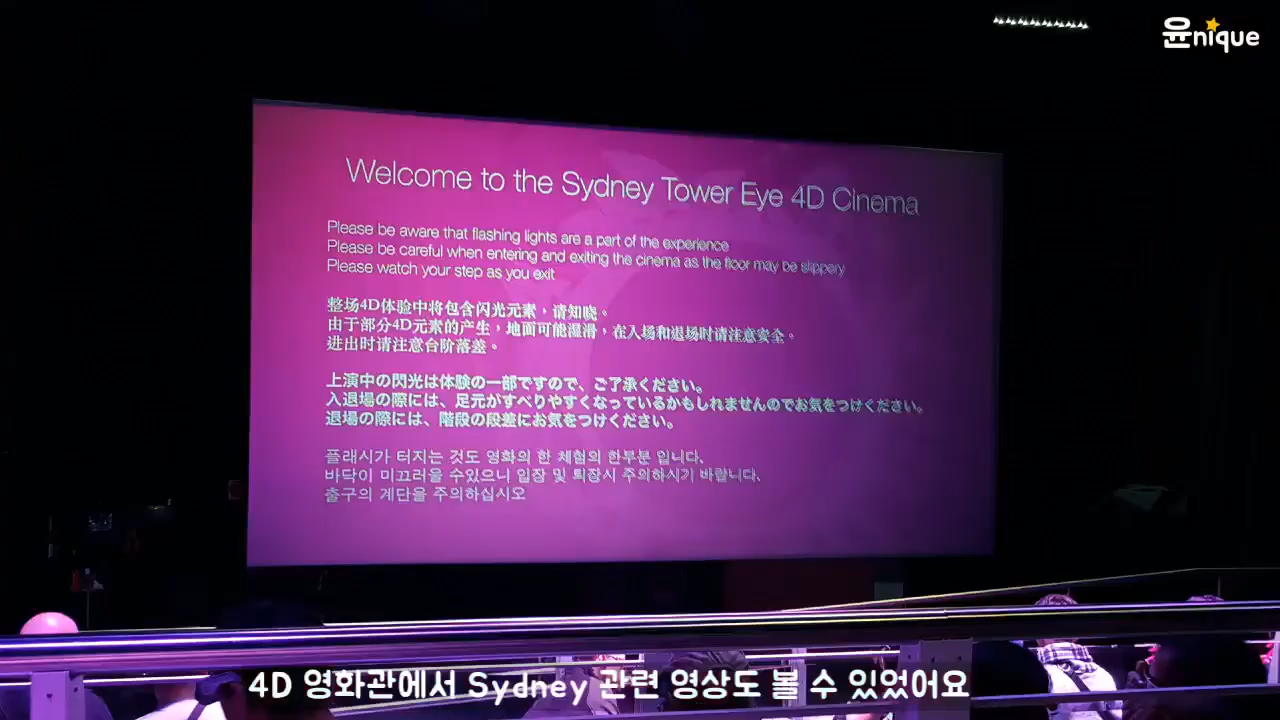 윤nique
Welcome to the Sydney Tower Eye 4D Cinema
Please be aware that flashing lights are a part of the experience
Please be careful when entering and exiting the cinema as the floor may be slippery
Please watch your step as you exit
整场4D体验中将包含闪光元素，请知晓。
由于部分4D元素的产生，地面可能湿滑，在入场和退场时请注意安全。
进出时请注意台阶落差。
上演中の閃光は体験の一部ですので、ご了承ください。
入退場の際には、足元がすべりやすくなっているかもしれませんのでお気をつけください。
退場の際には、階段の段差にお気をつけください。
플래시가 터지는 것도 영화의 한 체험의 한부분 입니다.
바닥이 미끄러울 수있으니 입장 및 퇴장시 주의하시기 바랍니다.
출구의 계단을 주의하십시오
4D 영화관에서 Sydney 관련 영상도 볼 수 있었어요